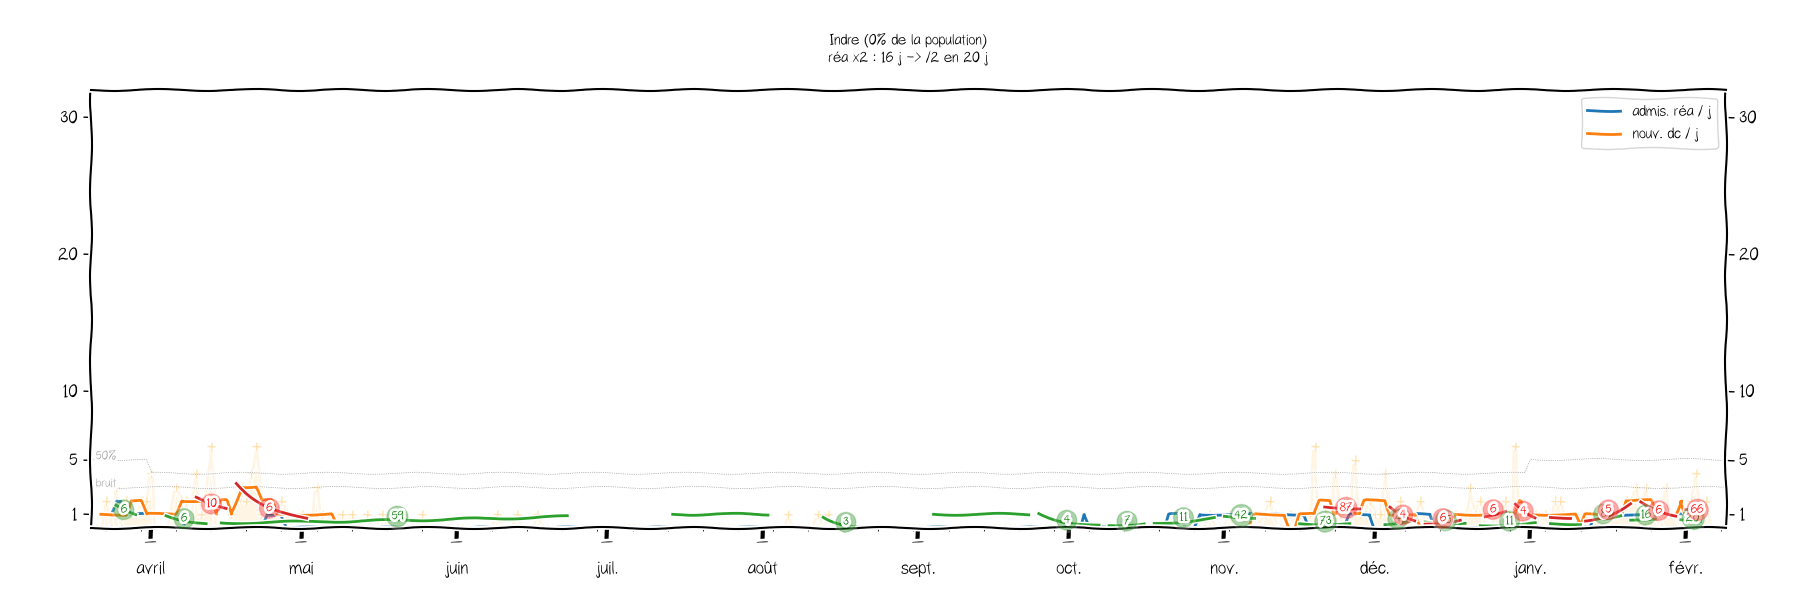 Indre (0% de la population)
réa x2 : 16 j -> /2 en 20 j
admis. réa / j
nouv. dc / j
30
30
20
20
10
10
50%
5
5
bruit
1
1
6
6
10
6
59
3
4
7
11
42
73
87
4
6
11
4
5
16
6
66
avril
mai
juin
juil.
août
sept.
oct.
nov.
déc.
janv.
févr.